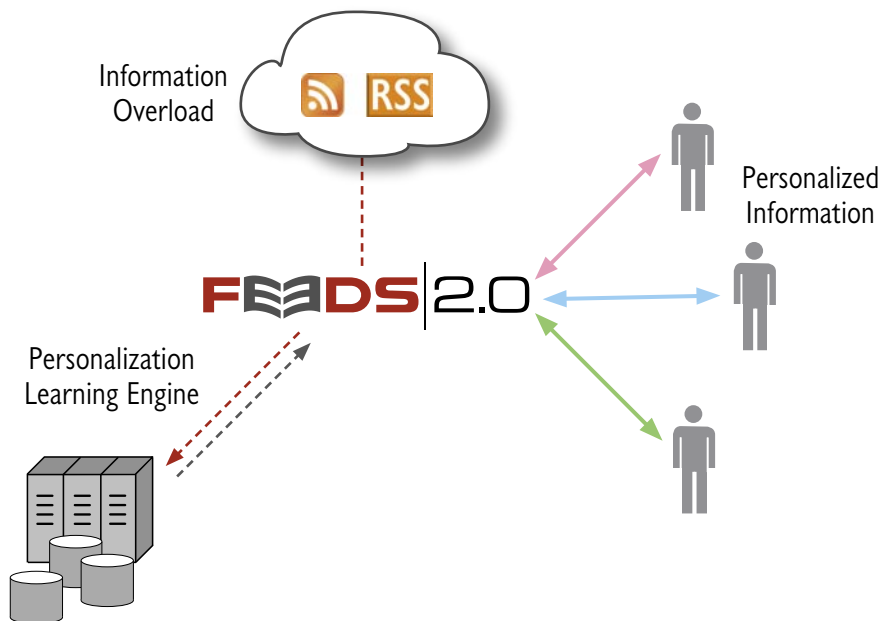 Information
Overload
RSS
Personalized
Information
FEEDS|2.0
Personalization
Learning Engine